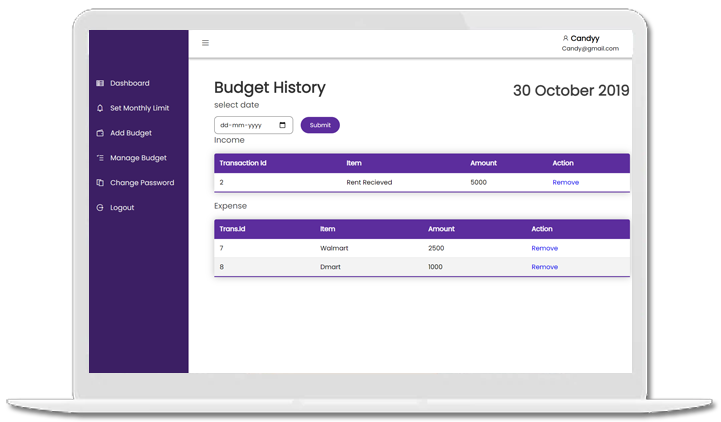 Candyy
Candy@gmail.com
Dashboard
Set Monthly Limit
Add Budget
Manage Budget
Change Password
Logout
Budget History
30 October 2019
select date
dd-mm-yyyy
Submit
Income
Transaction Id Item Amount Action
2 Rent Recieved 5000 Remove
Expense
Trans.Id Item Amount Action
7 Walmart 2500 Remove
8 Dmart 1000 Remove